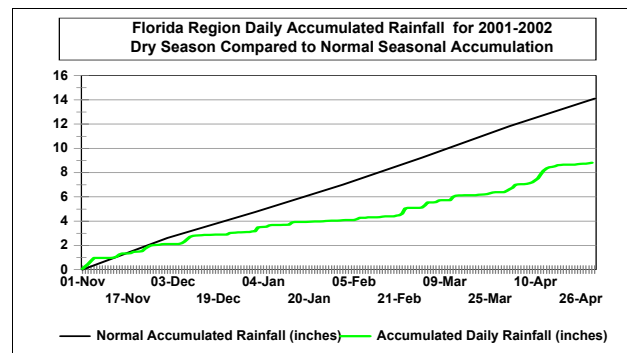 Florida Region Daily Accumulated Rainfall for 2001-2002
Dry Season Compared to Normal Seasonal Accumulation
16
14
12
10
8
6
4
2
0
01-Nov 03-Dec 04-Jan 05-Feb 09-Mar 10-Apr
17-Nov 19-Dec 20-Jan 21-Feb 25-Mar 26-Apr
Normal Accumulated Rainfall (inches) Accumulated Daily Rainfall (inches)